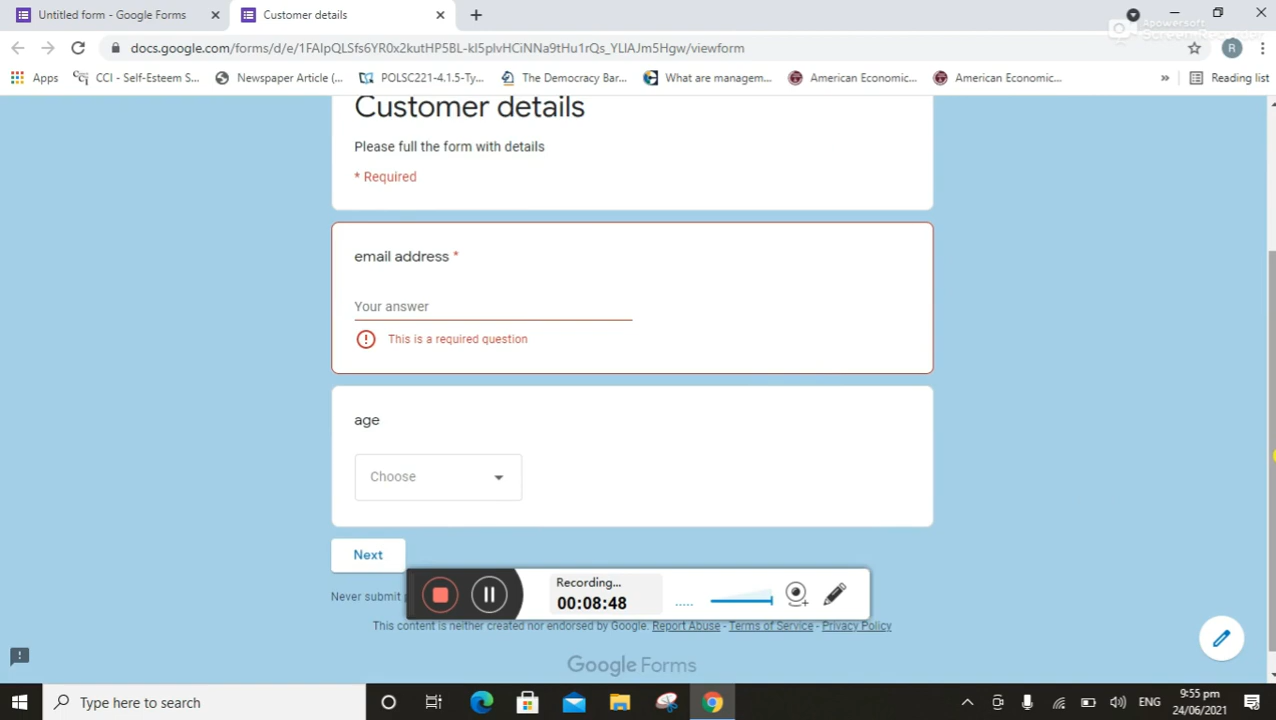 Untitled form - Google Forms
Customer details
Apowersoft
Screen Recorder
docs.google.com/forms/d/e/1FAIpQLSfs6YR0x2kutHP5BL-kI5pIvHCiNNa9tHu1rQs_YLIAJm5Hgw/viewform
R
Apps
CCI - Self-Esteem S...
Newspaper Article (...
POLSC221-4.1.5-Ty...
The Democracy Bar...
What are managem...
American Economic...
American Economic...
»
Reading list
Customer details
Please full the form with details
* Required
email address *
Your answer
This is a required question
age
Choose
Next
Recording...
00:08:48
Never submit
This content is neither created nor endorsed by Google. Report Abuse - Terms of Service - Privacy Policy
Google Forms
Type here to search
ENG
9:55 pm
24/06/2021